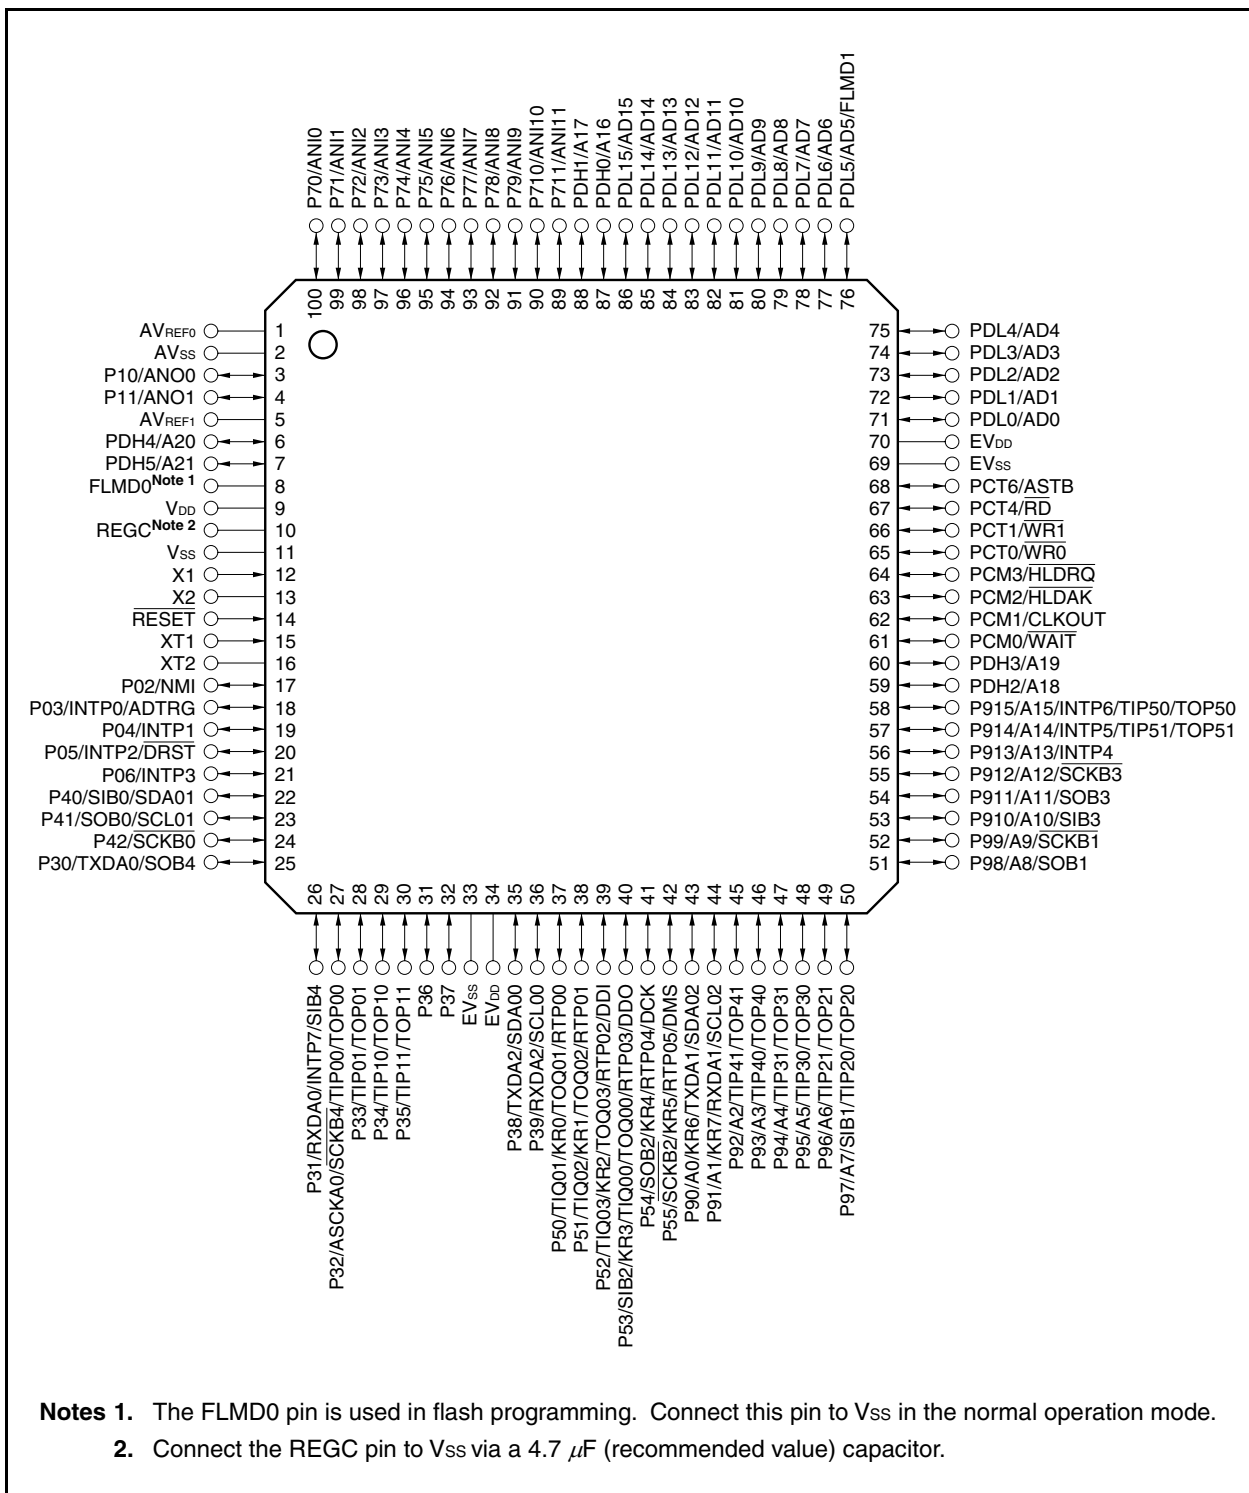 P70/ANI0
P71/ANI1
P72/ANI2
P73/ANI3
P74/ANI4
P75/ANI5
P76/ANI6
P77/ANI7
P78/ANI8
P79/ANI9
P710/ANI10
P711/ANI11
PDH1/A17
PDH0/A16
PDL15/AD15
PDL14/AD14
PDL13/AD13
PDL12/AD12
PDL11/AD11
PDL10/AD10
PDL9/AD9
PDL8/AD8
PDL7/AD7
PDL6/AD6
PDL5/AD5/FLMD1
100
99
98
97
96
95
94
93
92
91
90
89
88
87
86
85
84
83
82
81
80
79
78
77
76
AVREF0 1
AVSS 2
P10/ANO0 3
P11/ANO1 4
AVREF1 5
PDH4/A20 6
PDH5/A21 7
FLMD0Note 1 8
VDD 9
REGCNote 2 10
VSS 11
X1 12
X2 13
RESET 14
XT1 15
XT2 16
P02/NMI 17
P03/INTP0/ADTRG 18
P04/INTP1 19
P05/INTP2/DRST 20
P06/INTP3 21
P40/SIB0/SDA01 22
P41/SOB0/SCL01 23
P42/SCKB0 24
P30/TXDA0/SOB4 25
75 PDL4/AD4
74 PDL3/AD3
73 PDL2/AD2
72 PDL1/AD1
71 PDL0/AD0
70 EVDD
69 EVSS
68 PCT6/ASTB
67 PCT4/RD
66 PCT1/WR1
65 PCT0/WR0
64 PCM3/HLDRQ
63 PCM2/HLDAK
62 PCM1/CLKOUT
61 PCM0/WAIT
60 PDH3/A19
59 PDH2/A18
58 P915/A15/INTP6/TIP50/TOP50
57 P914/A14/INTP5/TIP51/TOP51
56 P913/A13/INTP4
55 P912/A12/SCKB3
54 P911/A11/SOB3
53 P910/A10/SIB3
52 P99/A9/SCKB1
51 P98/A8/SOB1
26
27
28
29
30
31
32
33
34
35
36
37
38
39
40
41
42
43
44
45
46
47
48
49
50
P31/RXDA0/INTP7/SIB4
P32/ASCKA0/SCKB4/TIP00/TOP00
P33/TIP01/TOP01
P34/TIP10/TOP10
P35/TIP11/TOP11
P36
P37
EVSS
EVDD
P38/TXDA2/SDA00
P39/RXDA2/SCL00
P50/TIQ01/KR0/TOQ01/RTP00
P51/TIQ02/KR1/TOQ02/RTP01
P52/TIQ03/KR2/TOQ03/RTP02/DDI
P53/SIB2/KR3/TIQ00/TOQ00/RTP03/DDO
P54/SOB2/KR4/RTP04/DCK
P55/SCKB2/KR5/RTP05/DMS
P90/A0/KR6/TXDA1/SDA02
P91/A1/KR7/RXDA1/SCL02
P92/A2/TIP41/TOP41
P93/A3/TIP40/TOP40
P94/A4/TIP31/TOP31
P95/A5/TIP30/TOP30
P96/A6/TIP21/TOP21
P97/A7/SIB1/TIP20/TOP20
Notes 1. The FLMD0 pin is used in flash programming. Connect this pin to VSS in the normal operation mode.
2. Connect the REGC pin to VSS via a 4.7 μF (recommended value) capacitor.